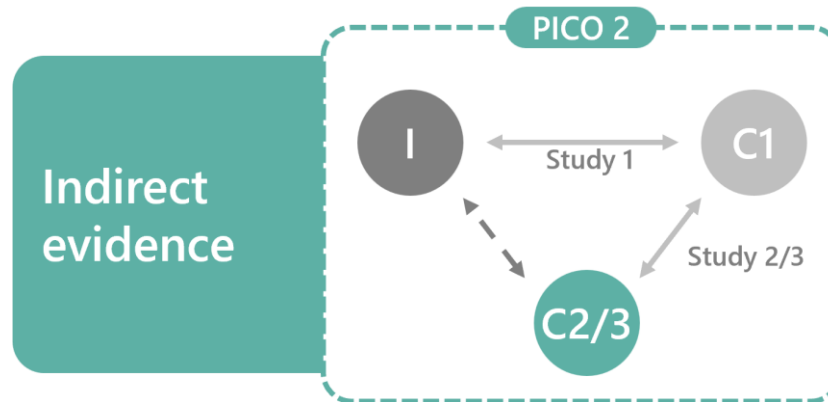 PICO 2
I
C1
Study 1
Indirect
evidence
Study 2/3
C2/3